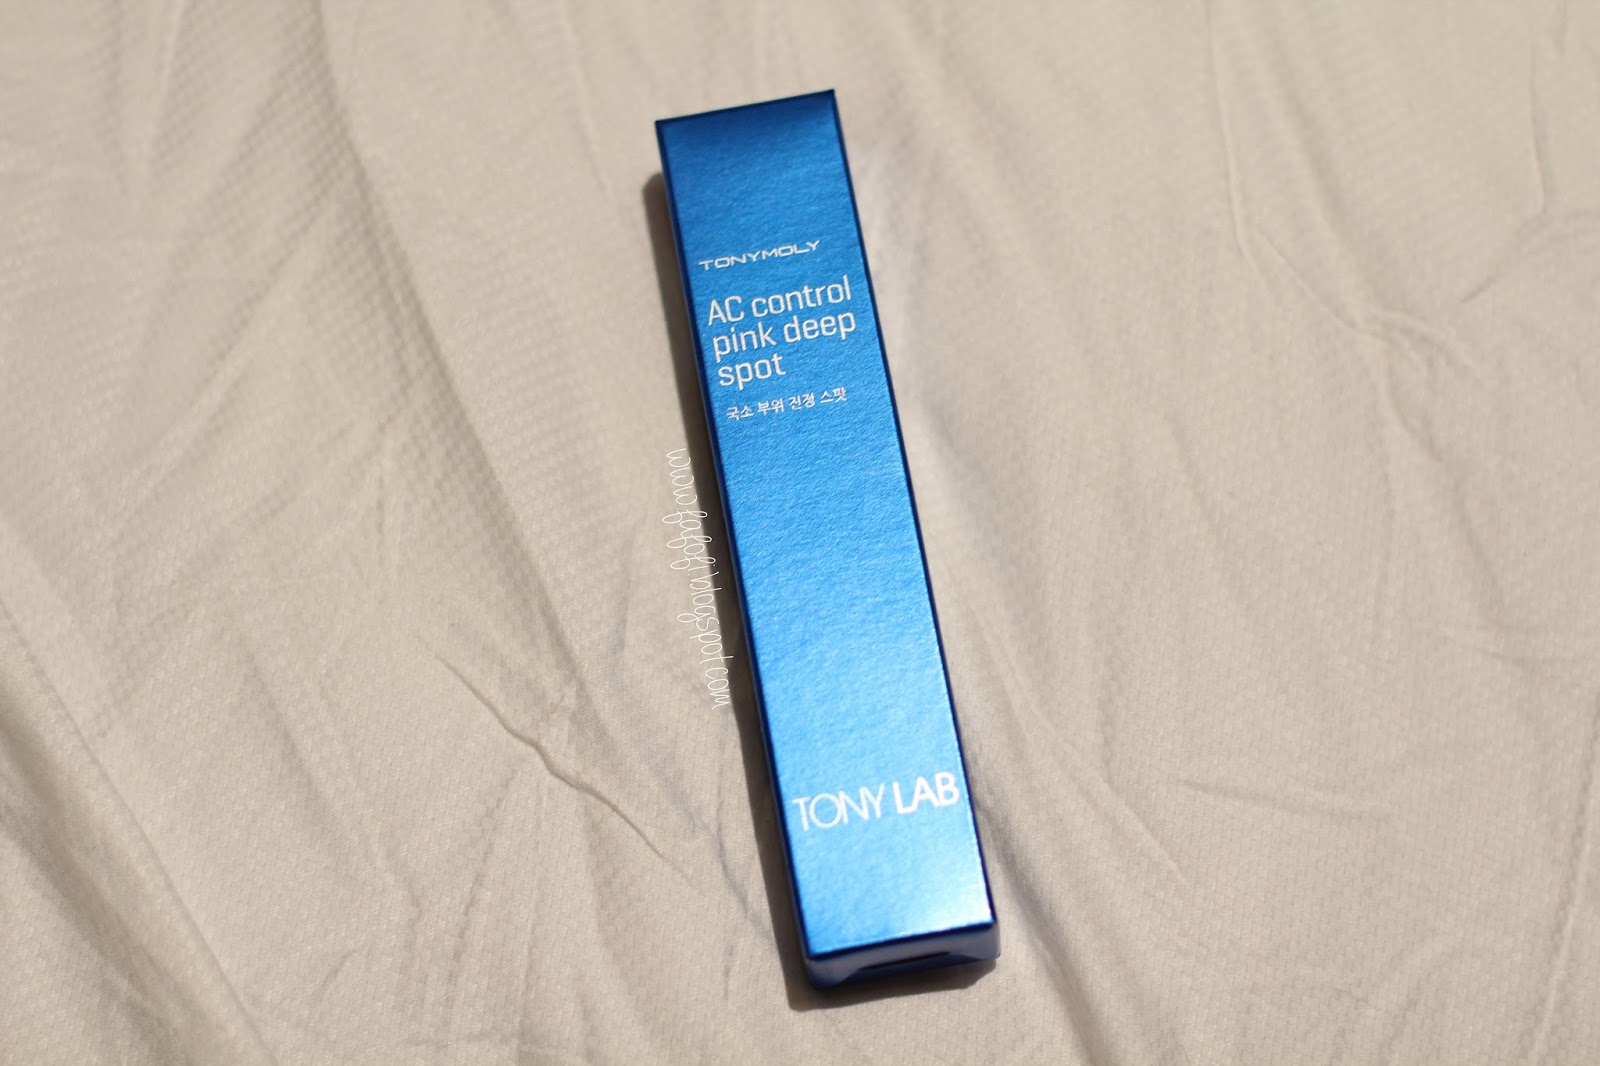 TONYMOLY
AC control
pink deep
spot
국소 부위 진정 스팟
TONY LAB